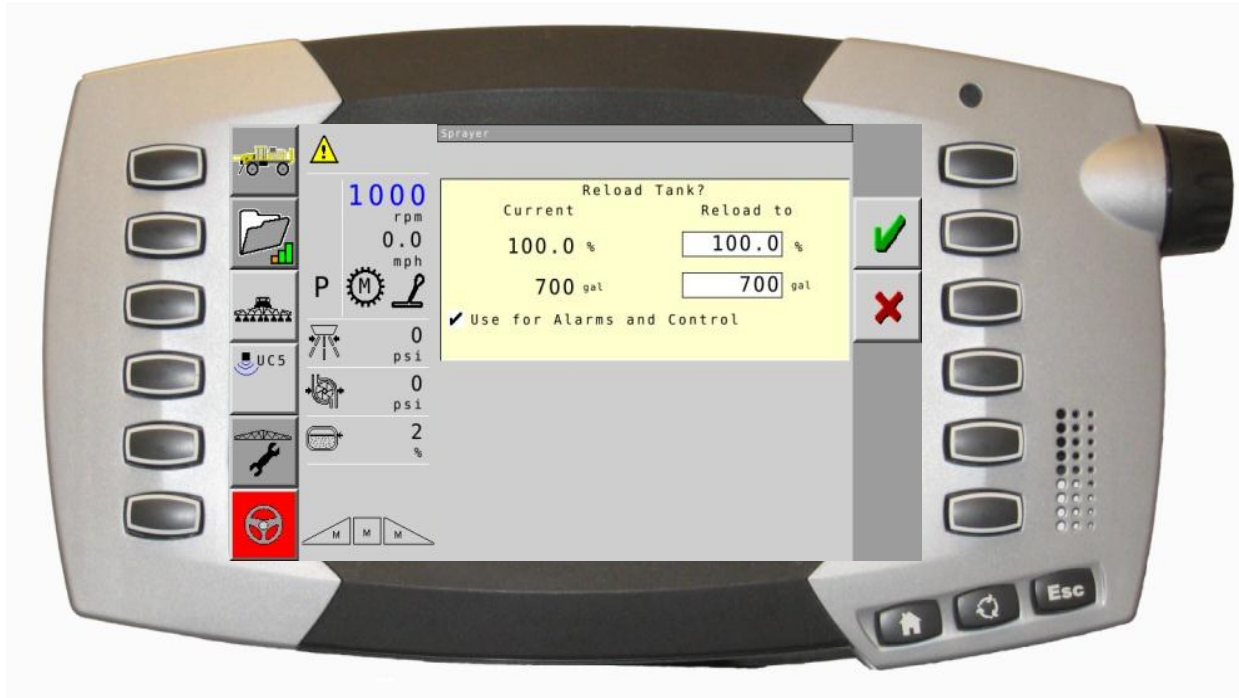 Sprayer
1000
rpm
0.0
mph
P M
UC5
0
psi
0
psi
2
%
M M M
Reload Tank?
Current Reload to
100.0 % 100.0 %
700 gal 700 gal
Use for Alarms and Control
Esc